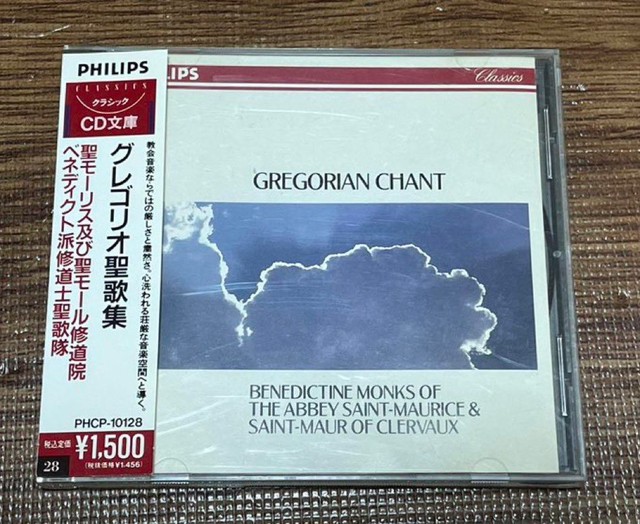 PHILIPS
CLASSICS
クラシック
CD文庫
教会音楽ならではの厳しさと粛然さ。心洗われる荘厳な音楽空間へと導く。
グレゴリオ聖歌集
聖モーリス及び聖モール修道院
ベネディクト派修道士聖歌隊
PHCP-10128
税込定価
¥1,500
(税抜価格¥1,456)
28
LIPS
Classics
GREGORIAN CHANT
BENEDICTINE MONKS OF
THE ABBEY SAINT-MAURICE &
SAINT-MAUR OF CLERVAUX